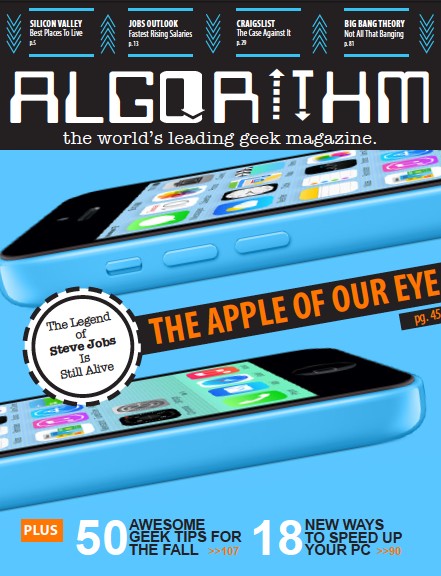 SILICON VALLEY
Best Places To Live
p.5
JOBS OUTLOOK
Fastest Rising Salaries
p.13
CRAIGSLIST
The Case Against It
p.29
BIG BANG THEORY
Not All That Banging
p.81
ALGORITHM
the world's leading geek magazine.
The Legend
of
Steve Jobs
Is
Still Alive
THE APPLE OF OUR EYE
pg. 45
PLUS
50 AWESOME
GEEK TIPS FOR
THE FALL >>107
18 NEW WAYS
TO SPEED UP
YOUR PC >>90